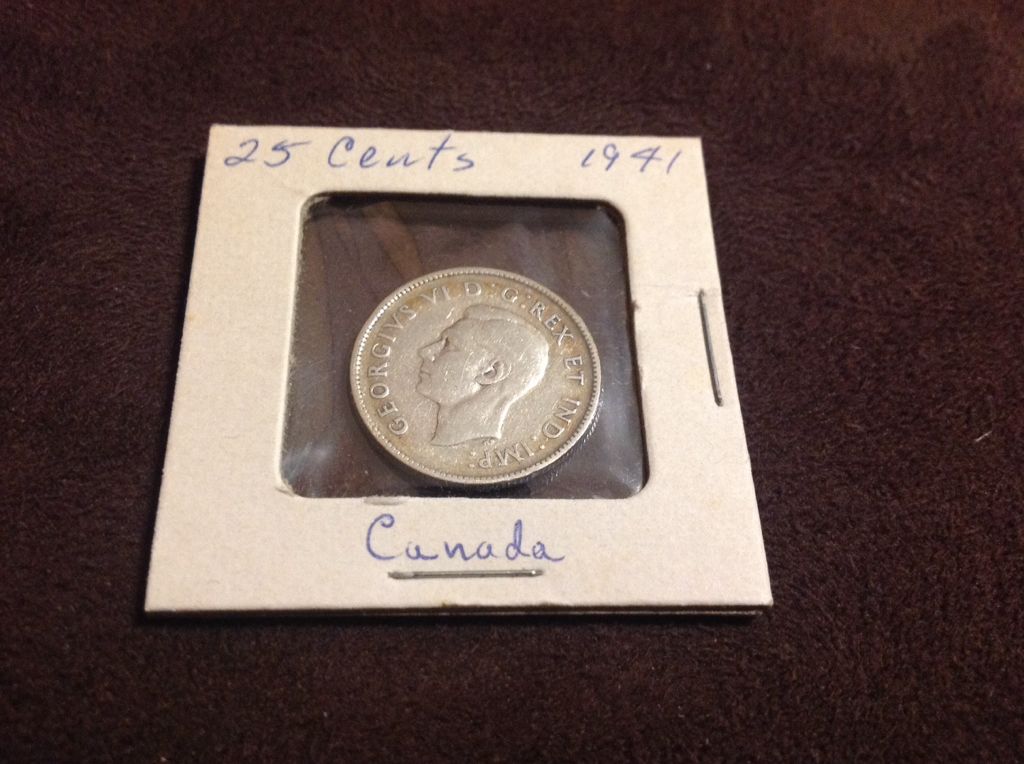 25 Cents 1941
GEORGIVS VI D:G:REX ET IND:IMP:
Canada